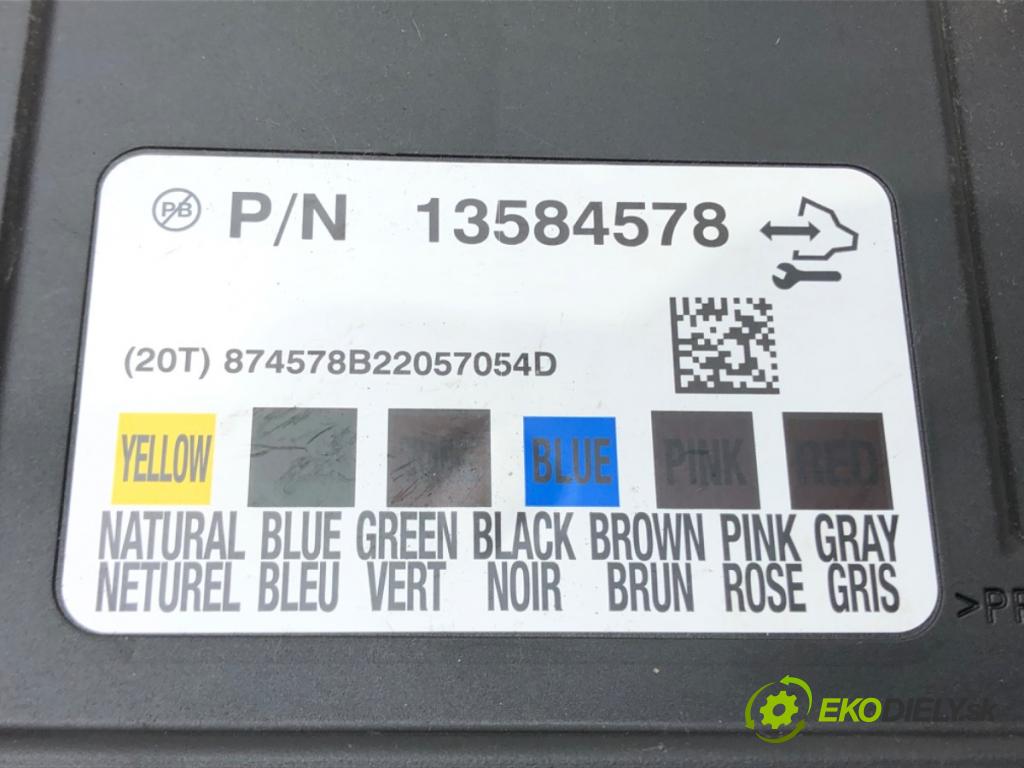 PB P/N 13584578
(20T) 874578B22057054D
YELLOW BLUE PINK RED
NATURAL BLUE GREEN BLACK BROWN PINK GRAY
NETUREL BLEU VERT NOIR BRUN ROSE GRIS
EKODIELY.sk